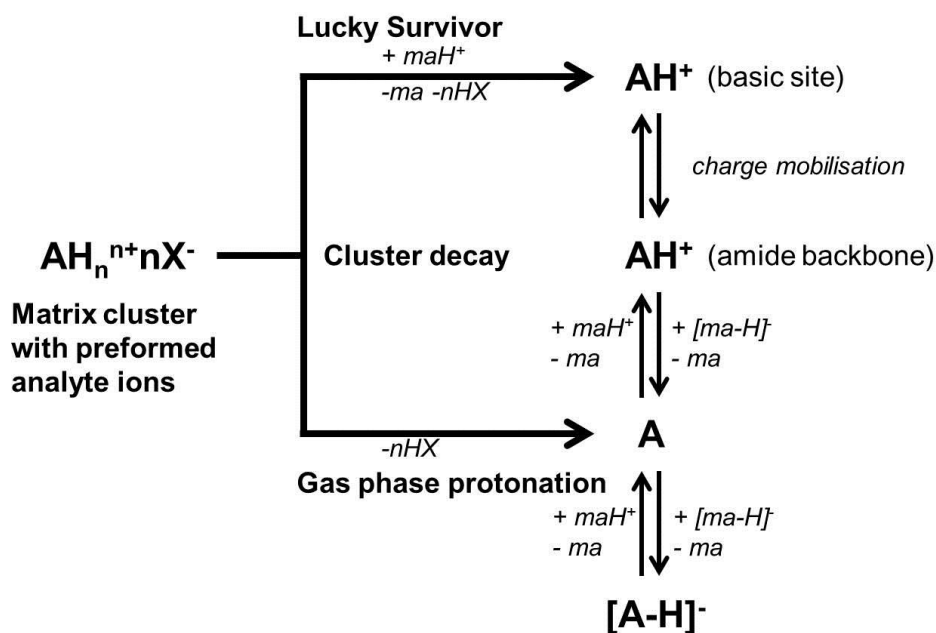 Lucky Survivor
+ maH⁺
-ma -nHX
AH⁺ (basic site)
charge mobilisation
AHₙⁿ⁺nX⁻
Cluster decay
AH⁺ (amide backbone)
Matrix cluster
with preformed
analyte ions
+ maH⁺
- ma
+ [ma-H]⁻
- ma
-nHX
A
Gas phase protonation
+ maH⁺
- ma
+ [ma-H]⁻
- ma
[A-H]⁻